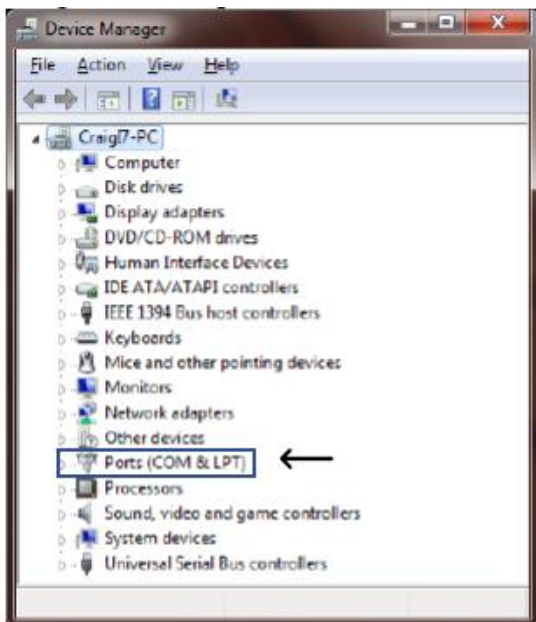 Device Manager
File Action View Help
CraigI7-PC
Computer
Disk drives
Display adapters
DVD/CD-ROM drives
Human Interface Devices
IDE ATA/ATAPI controllers
IEEE 1394 Bus host controllers
Keyboards
Mice and other pointing devices
Monitors
Network adapters
Other devices
Ports (COM & LPT)
Processors
Sound, video and game controllers
System devices
Universal Serial Bus controllers